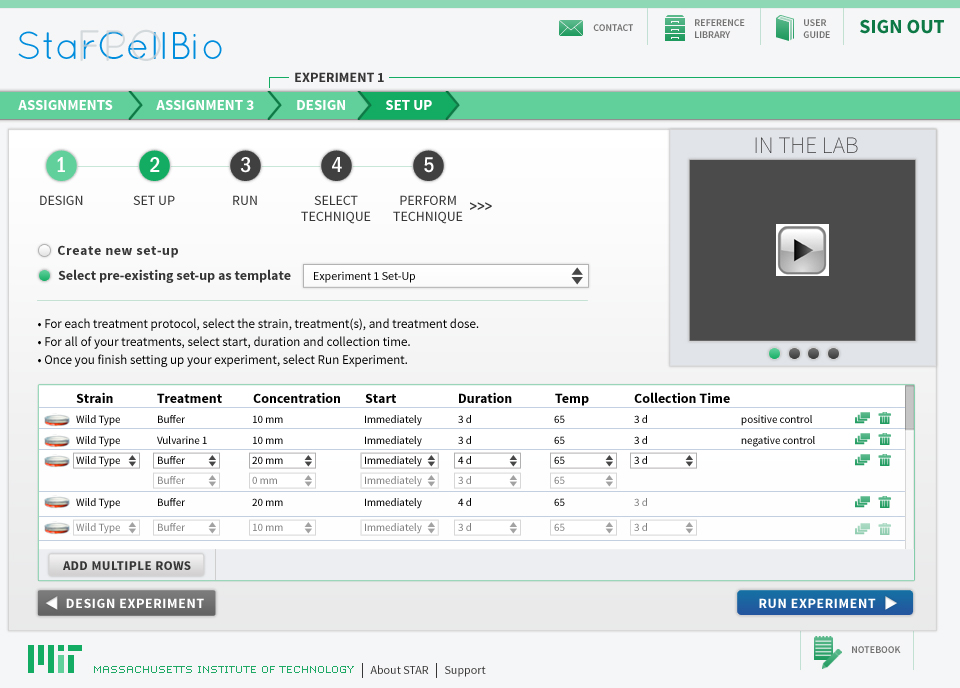 StarCellBio
FPO
CONTACT
REFERENCE
LIBRARY
USER
GUIDE
SIGN OUT
EXPERIMENT 1
ASSIGNMENTS
ASSIGNMENT 3
DESIGN
SET UP
1
2
3
4
5
DESIGN
SET UP
RUN
SELECT
TECHNIQUE
PERFORM
TECHNIQUE
>>>
IN THE LAB
Create new set-up
Select pre-existing set-up as template
Experiment 1 Set-Up
• For each treatment protocol, select the strain, treatment(s), and treatment dose.
• For all of your treatments, select start, duration and collection time.
• Once you finish setting up your experiment, select Run Experiment.
Strain Treatment Concentration Start Duration Temp Collection Time
Wild Type Buffer 10 mm Immediately 3 d 65 3 d positive control
Wild Type Vulvarine 1 10 mm Immediately 3 d 65 3 d negative control
Wild Type Buffer 20 mm Immediately 4 d 65 3 d
Buffer 0 mm Immediately 3 d 65
Wild Type Buffer 20 mm Immediately 4 d 65 3 d
Wild Type Buffer 10 mm Immediately 3 d 65 3 d
ADD MULTIPLE ROWS
DESIGN EXPERIMENT
RUN EXPERIMENT
MIT
MASSACHUSETTS INSTITUTE OF TECHNOLOGY | About STAR | Support
NOTEBOOK